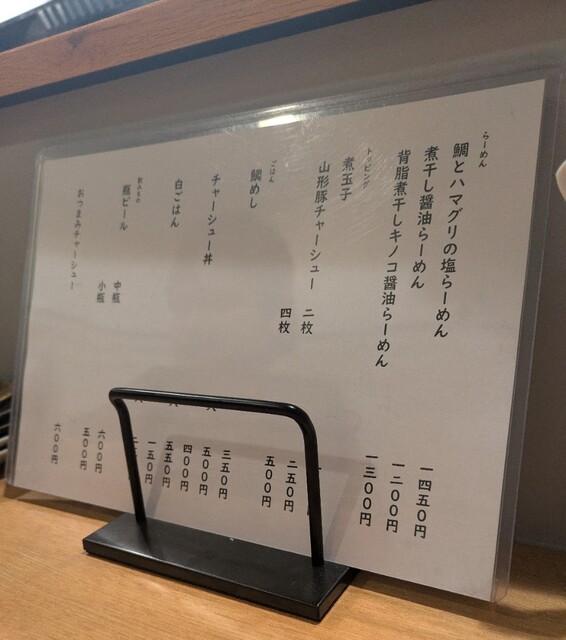 らーめん
鯛とハマグリの塩らーめん
一四五〇円
煮干し醤油らーめん
一二〇〇円
背脂煮干しキノコ醤油らーめん
一三〇〇円
トッピング
煮玉子
山形豚チャーシュー
二枚
二五〇円
四枚
五〇〇円
ごはん
鯛めし
三五〇円
五〇〇円
チャーシュー丼
四〇〇円
五五〇円
白ごはん
一五〇円
飲みもの
瓶ビール
中瓶
六〇〇円
小瓶
五〇〇円
おつまみチャーシュー
六〇〇円